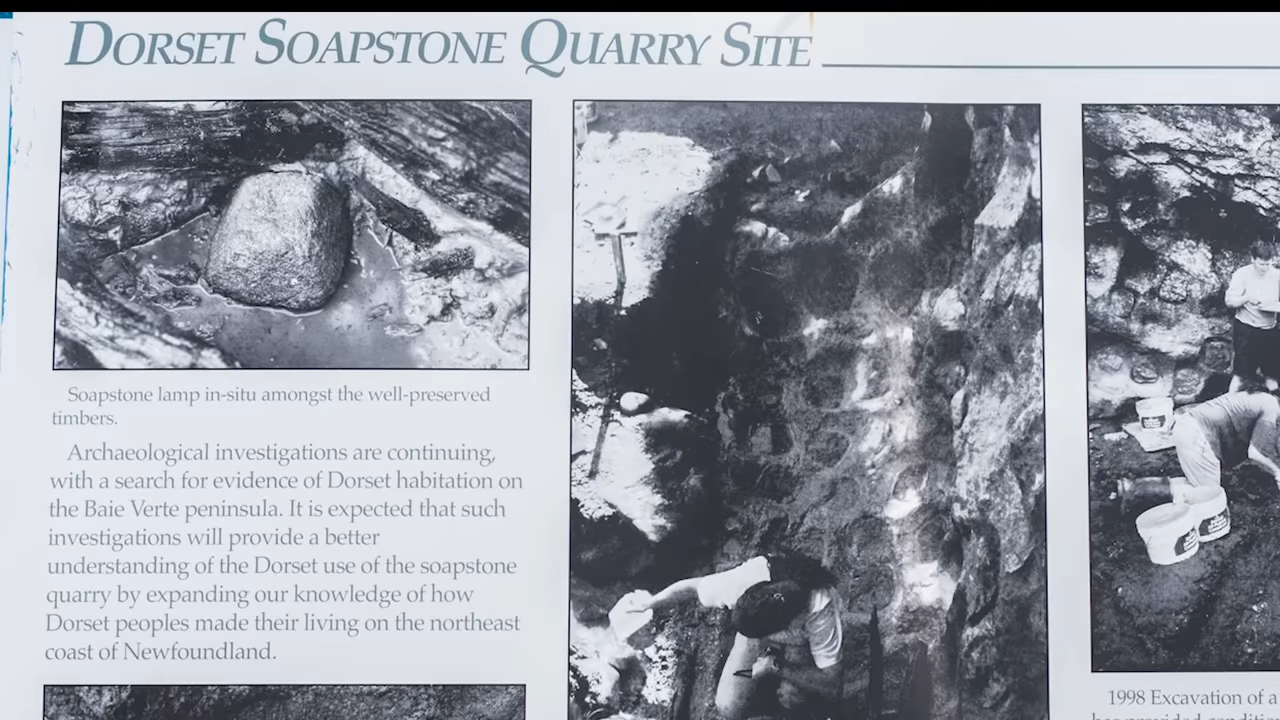 DORSET SOAPSTONE QUARRY SITE
Soapstone lamp in-situ amongst the well-preserved
timbers.
Archaeological investigations are continuing,
with a search for evidence of Dorset habitation on
the Baie Verte peninsula. It is expected that such
investigations will provide a better
understanding of the Dorset use of the soapstone
quarry by expanding our knowledge of how
Dorset peoples made their living on the northeast
coast of Newfoundland.
1998 Excavation of a